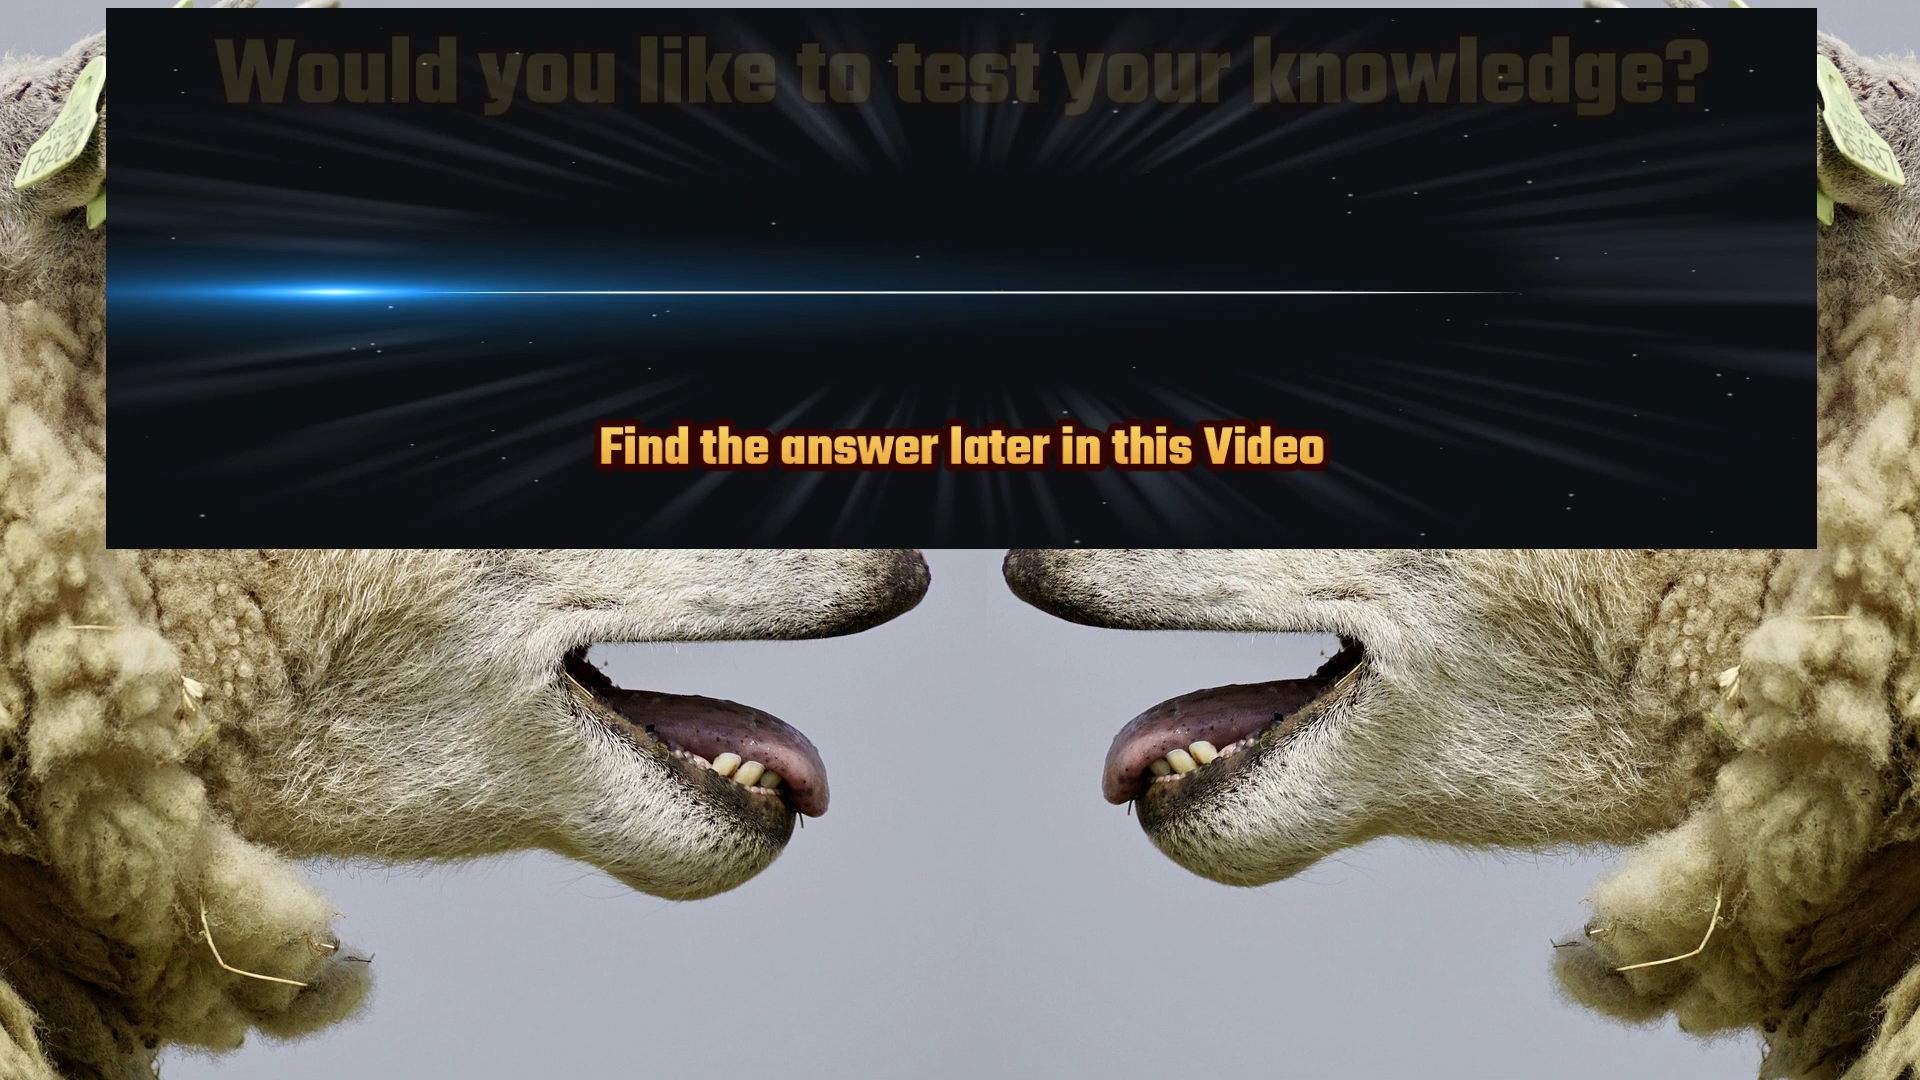 Would you like to test your knowledge?
Find the answer later in this Video